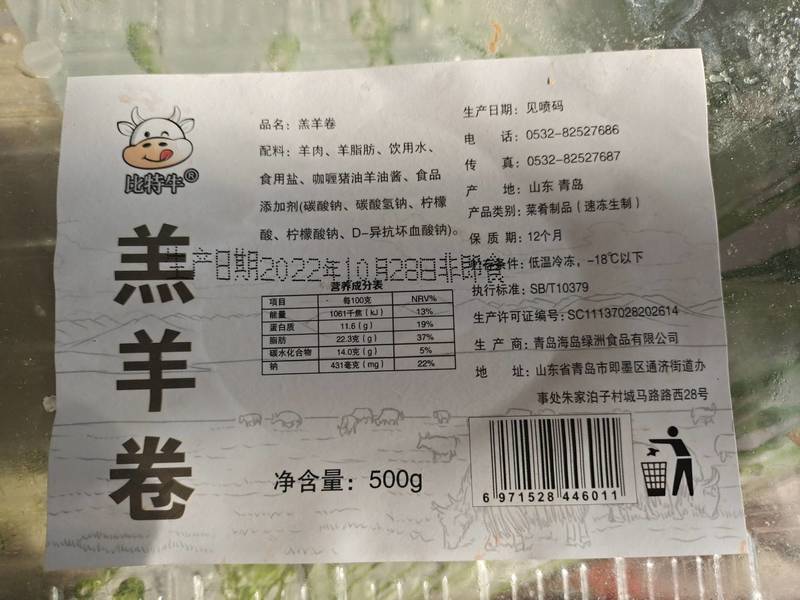 比特牛®
羔羊卷
品名：羔羊卷
配料：羊肉、羊脂肪、饮用水、
食用盐、咖喱猪油羊油酱、食品
添加剂(碳酸钠、碳酸氢钠、柠檬
酸、柠檬酸钠、D-异抗坏血酸钠)。
生产日期2022年10月28日非即食
营养成分表
项目 每100克 NRV%
能量 1061千焦（kJ） 13%
蛋白质 11.6（g） 19%
脂肪 22.3克（g） 37%
碳水化合物 14.0克（g） 5%
钠 431毫克（mg） 22%
净含量：500g
生产日期：见喷码
电 话：0532-82527686
传 真：0532-82527687
产 地：山东 青岛
产品类别：菜肴制品（速冻生制）
保 质 期：12个月
条件：低温冷冻，-18℃以下
执行标准：SB/T10379
生产许可证编号：SC11137028202614
生 产 商：青岛海岛绿洲食品有限公司
地 址：山东省青岛市即墨区通济街道办
事处朱家泊子村城马路路西28号
6 971528 446011